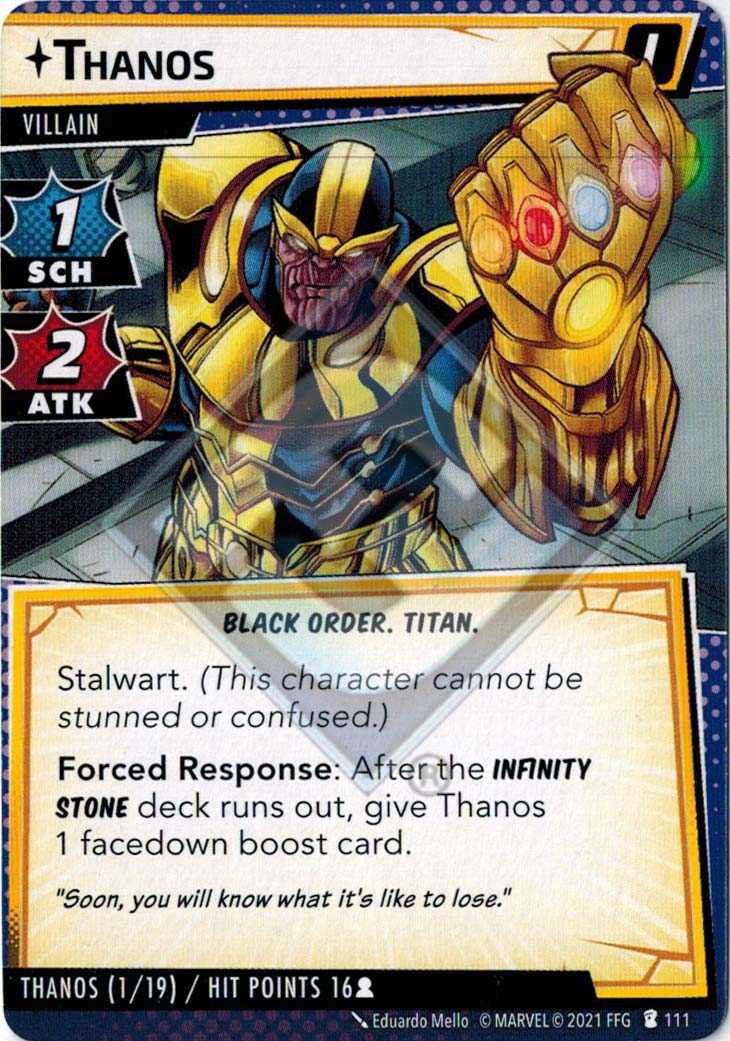 THANOS
I
VILLAIN
1
SCH
2
ATK
BLACK ORDER. TITAN.
Stalwart. (This character cannot be
stunned or confused.)
Forced Response: After the INFINITY
STONE deck runs out, give Thanos
1 facedown boost card.
"Soon, you will know what it's like to lose."
THANOS (1/19) / HIT POINTS 16
Eduardo Mello © MARVEL © 2021 FFG 111
®